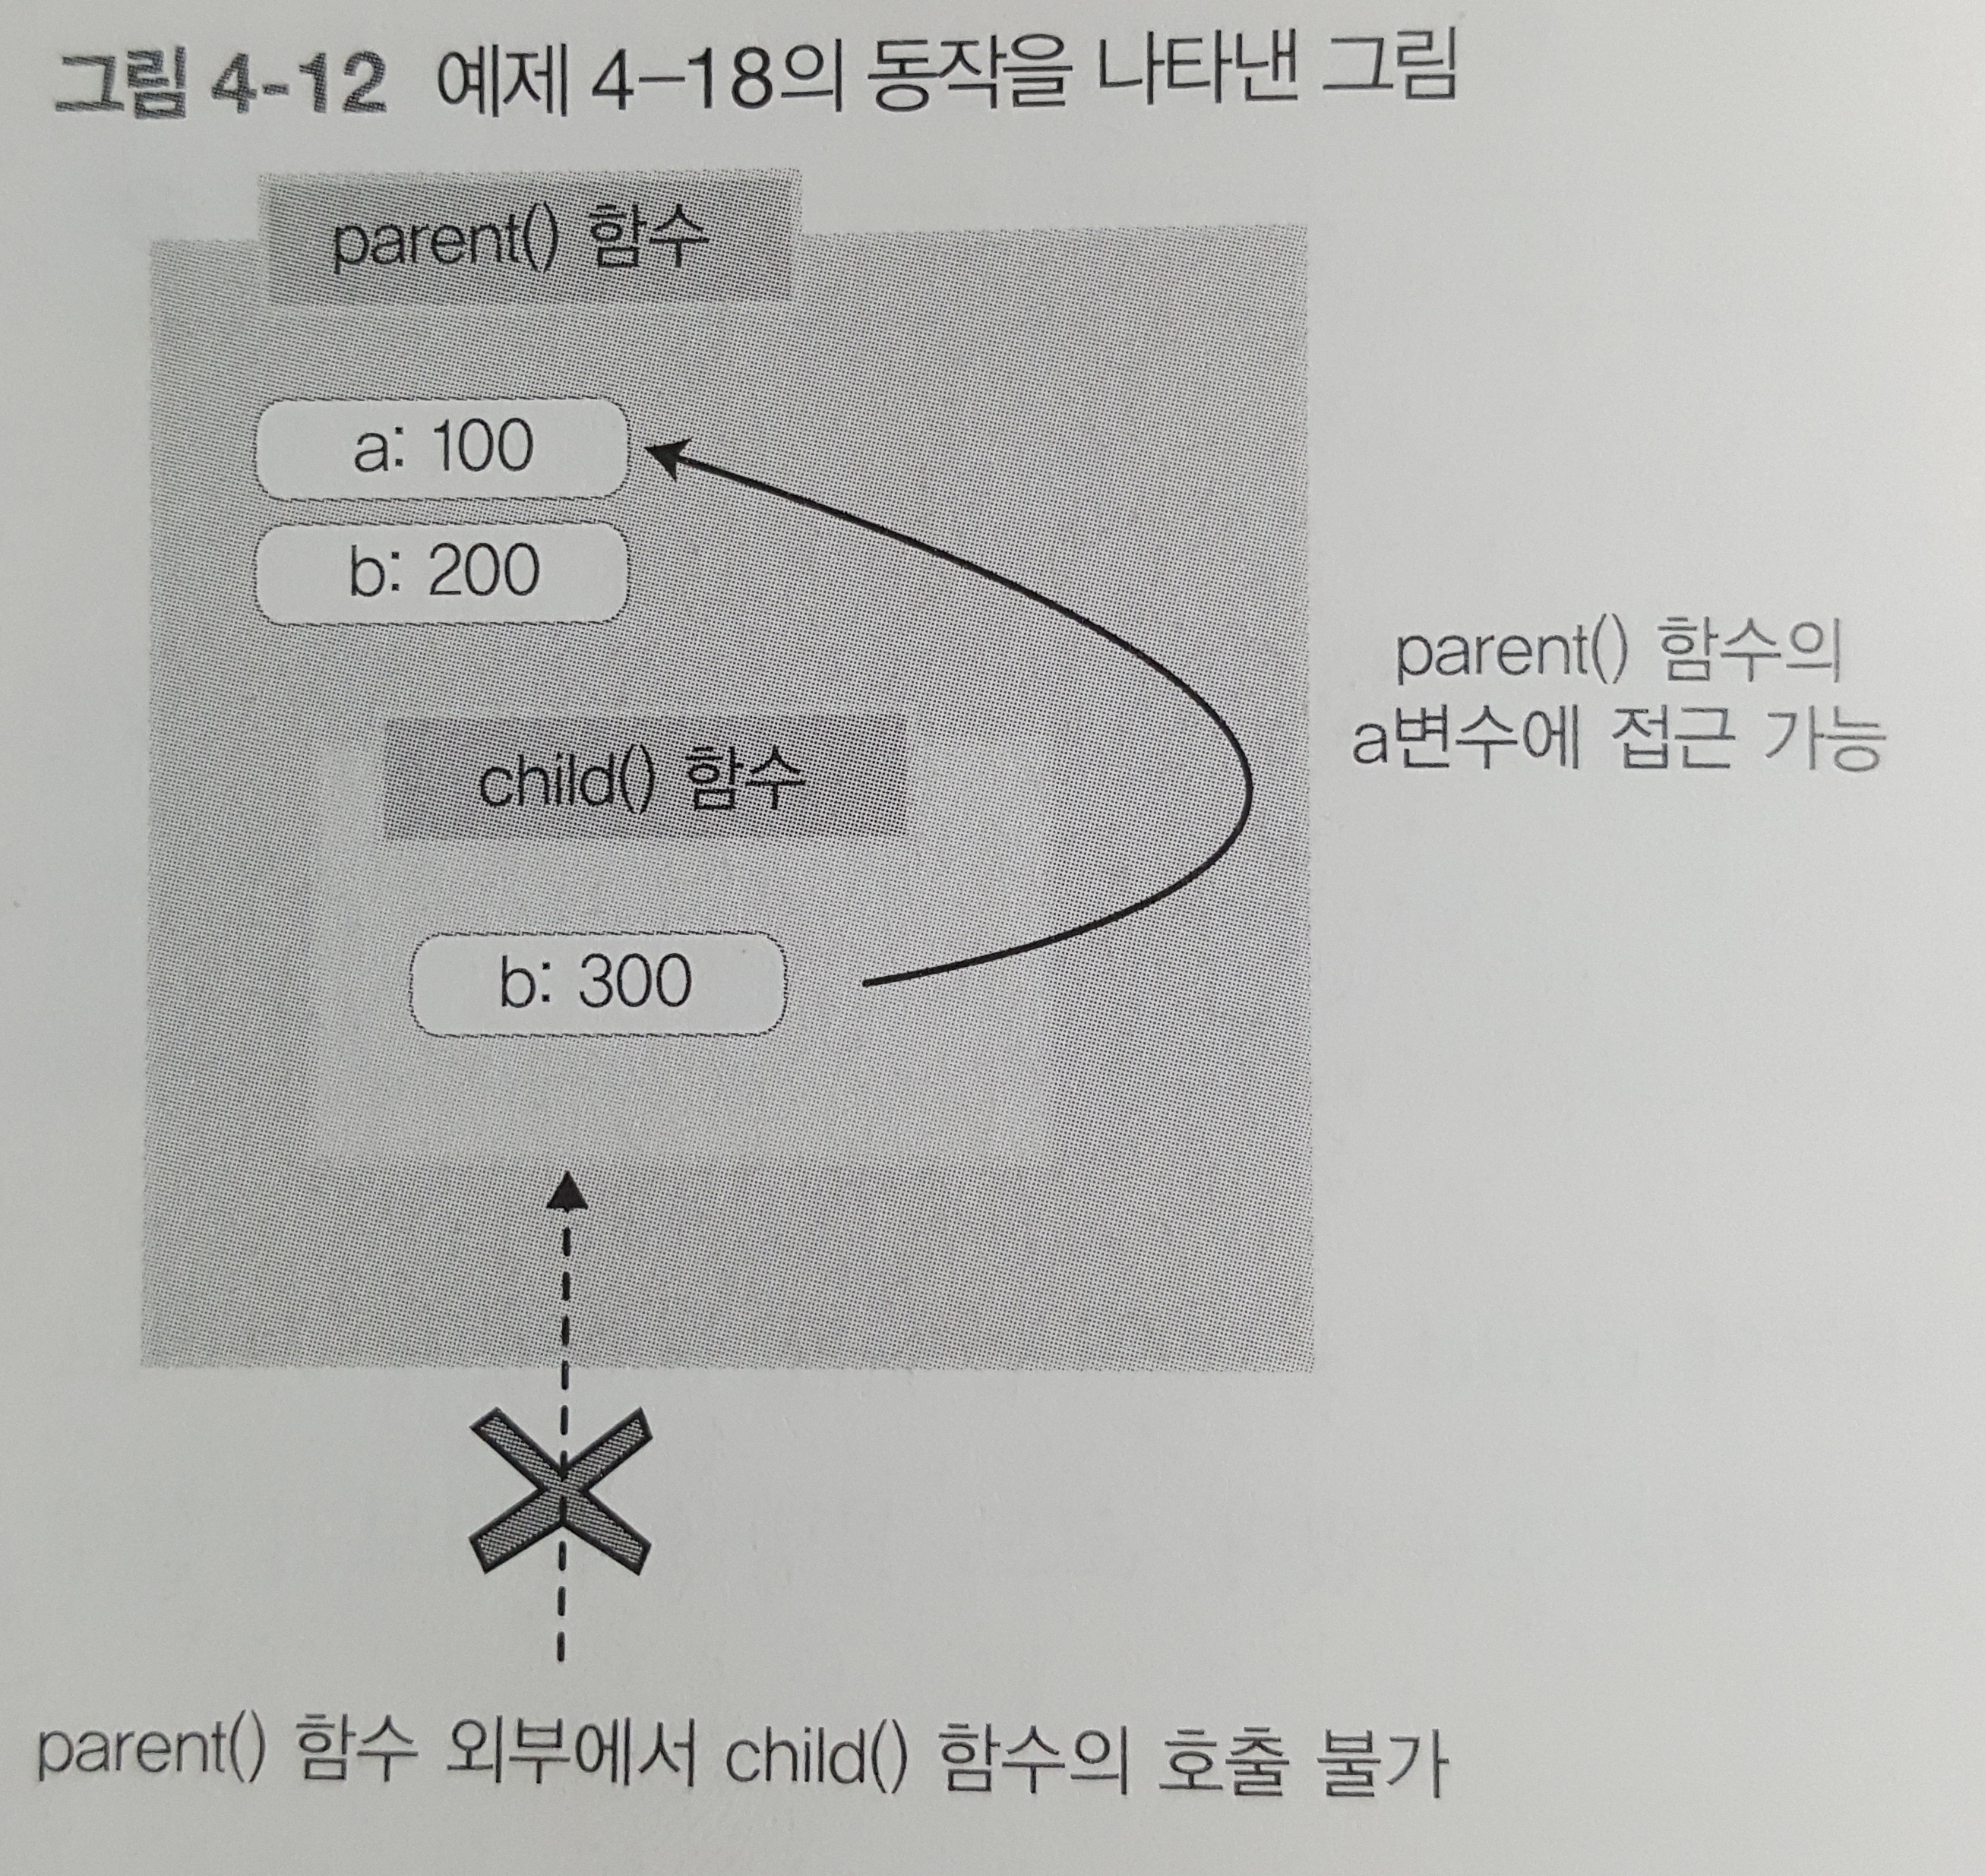 그림 4-12 예제 4-18의 동작을 나타낸 그림
parent() 함수
a: 100
b: 200
parent() 함수의
a변수에 접근 가능
child() 함수
b: 300
parent() 함수 외부에서 child() 함수의 호출 불가